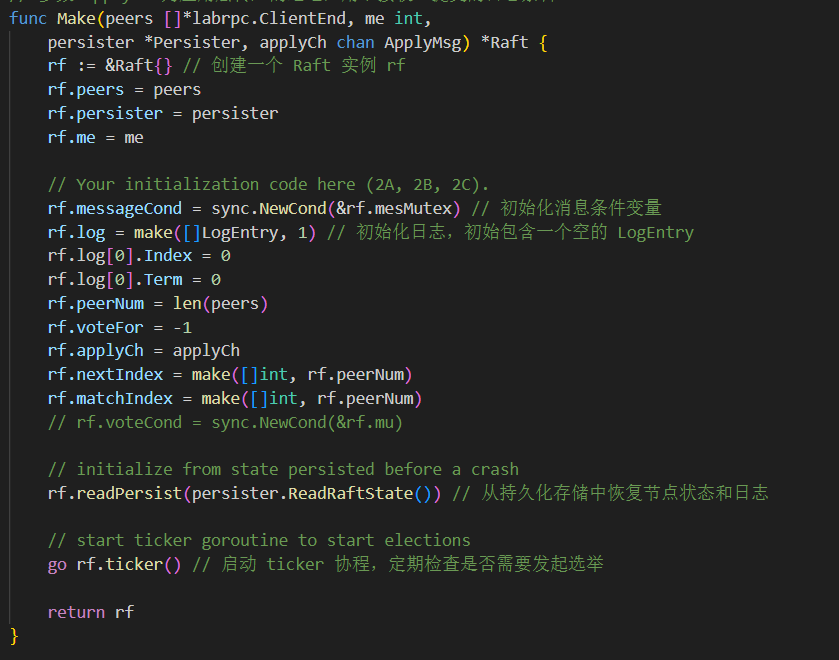 func Make(peers []*labrpc.ClientEnd, me int,
    persister *Persister, applyCh chan ApplyMsg) *Raft {
    rf := &Raft{} // 创建一个 Raft 实例 rf
    rf.peers = peers
    rf.persister = persister
    rf.me = me
    // Your initialization code here (2A, 2B, 2C).
    rf.messageCond = sync.NewCond(&rf.mesMutex) // 初始化消息条件变量
    rf.log = make([]LogEntry, 1) // 初始化日志，初始包含一个空的 LogEntry
    rf.log[0].Index = 0
    rf.log[0].Term = 0
    rf.peerNum = len(peers)
    rf.voteFor = -1
    rf.applyCh = applyCh
    rf.nextIndex = make([]int, rf.peerNum)
    rf.matchIndex = make([]int, rf.peerNum)
    // rf.voteCond = sync.NewCond(&rf.mu)
    // initialize from state persisted before a crash
    rf.readPersist(persister.ReadRaftState()) // 从持久化存储中恢复节点状态和日志
    // start ticker goroutine to start elections
    go rf.ticker() // 启动 ticker 协程，定期检查是否需要发起选举
    return rf
}